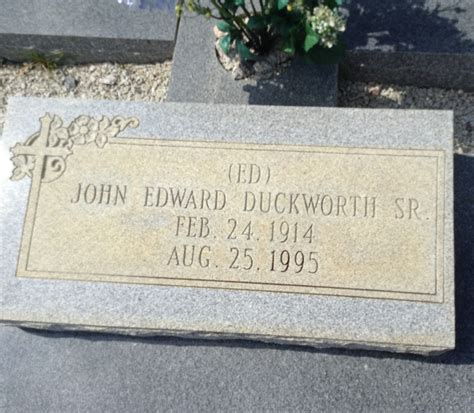 (ED)
JOHN EDWARD DUCKWORTH SR.
FEB. 24. 1914
AUG. 25. 1995